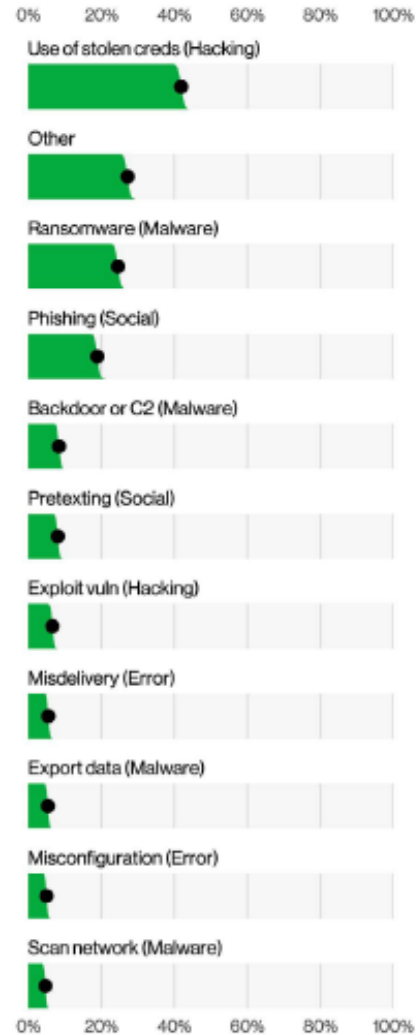 0% 20% 40% 60% 80% 100%
Use of stolen creds (Hacking)
Other
Ransomware (Malware)
Phishing (Social)
Backdoor or C2 (Malware)
Pretexting (Social)
Exploit vuln (Hacking)
Misdelivery (Error)
Export data (Malware)
Misconfiguration (Error)
Scan network (Malware)
0% 20% 40% 60% 80% 100%